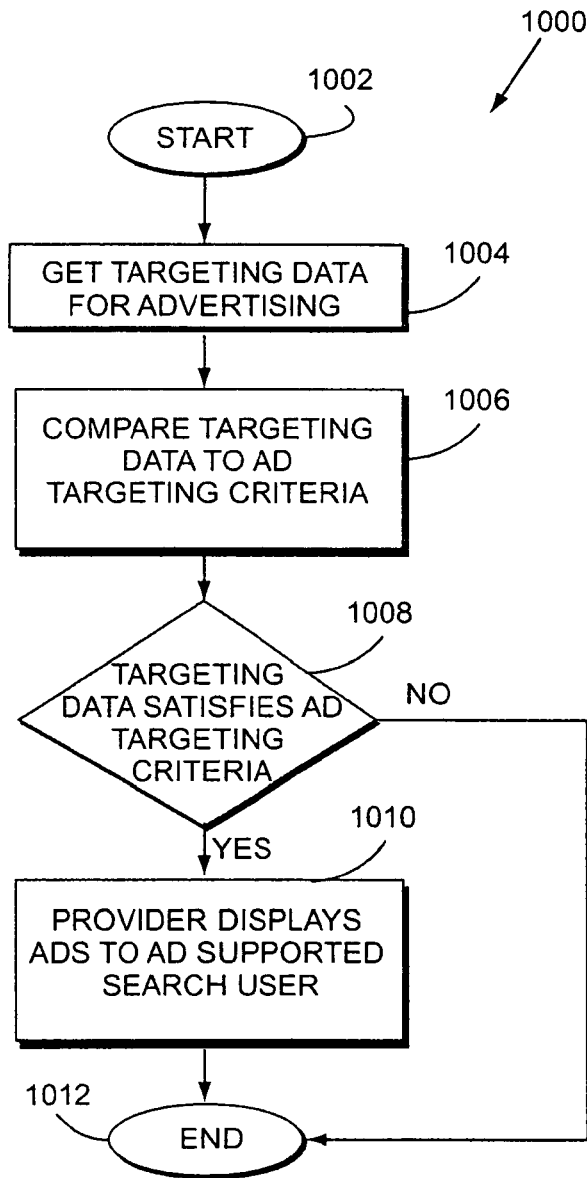 1000
1002
START
GET TARGETING DATA
FOR ADVERTISING
1004
1006
COMPARE TARGETING
DATA TO AD
TARGETING CRITERIA
1008
TARGETING
DATA SATISFIES AD
TARGETING
CRITERIA
NO
YES
1010
PROVIDER DISPLAYS
ADS TO AD SUPPORTED
SEARCH USER
1012
END